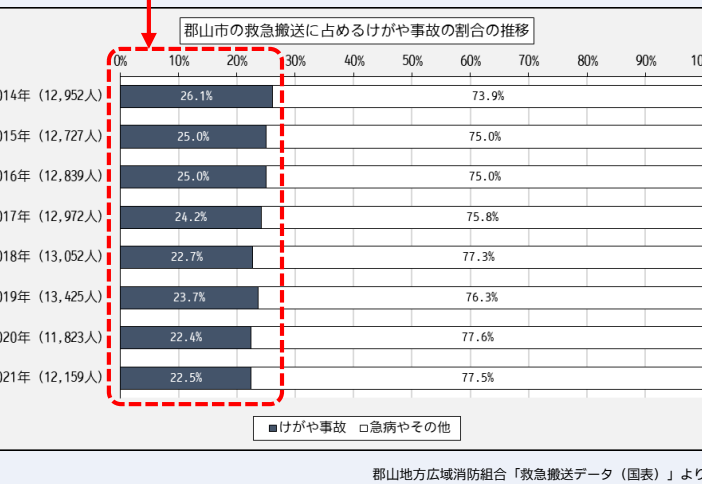 郡山市の救急搬送に占めるけがや事故の割合の推移
0% 10% 20% 30% 40% 50% 60% 70% 80% 90% 10
014年（12,952人） 26.1% 73.9%
015年（12,727人） 25.0% 75.0%
016年（12,839人） 25.0% 75.0%
017年（12,972人） 24.2% 75.8%
018年（13,052人） 22.7% 77.3%
019年（13,425人） 23.7% 76.3%
020年（11,823人） 22.4% 77.6%
021年（12,159人） 22.5% 77.5%
■けがや事故 □急病やその他
郡山地方広域消防組合「救急搬送データ（国表）」より